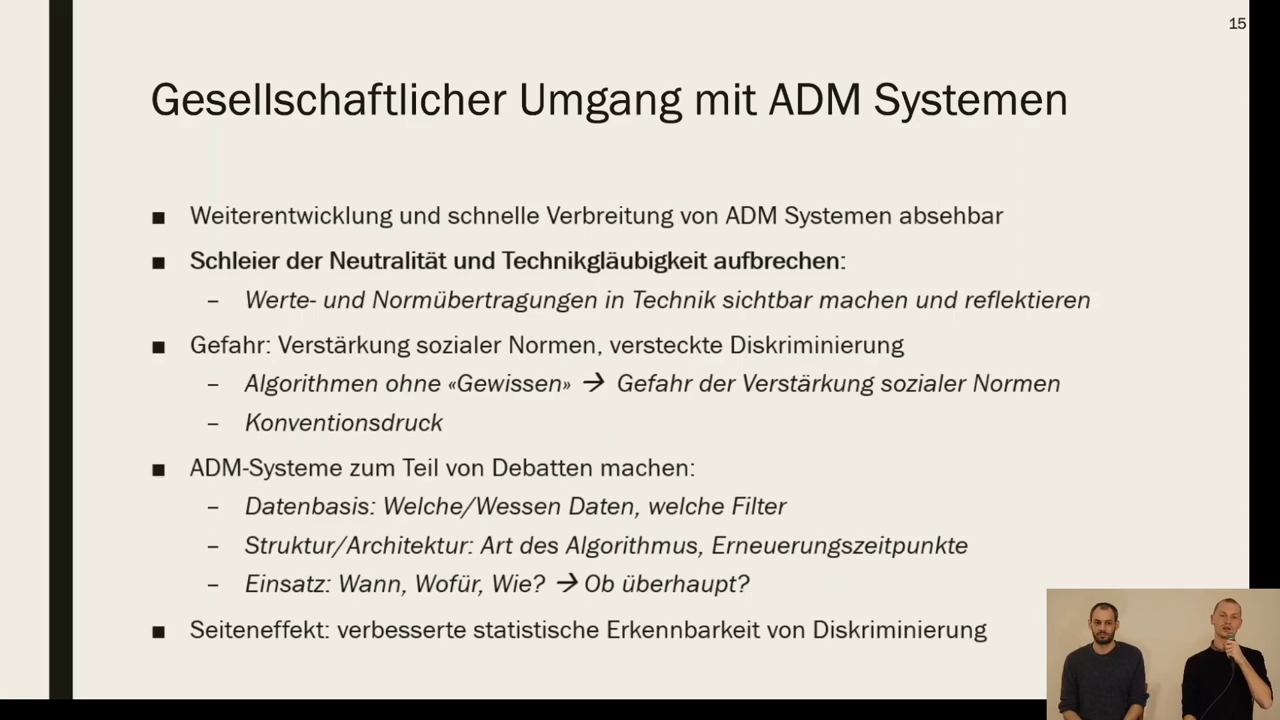 15
Gesellschaftlicher Umgang mit ADM Systemen
■ Weiterentwicklung und schnelle Verbreitung von ADM Systemen absehbar
■ Schleier der Neutralität und Technikgläubigkeit aufbrechen:
– Werte- und Normübertragungen in Technik sichtbar machen und reflektieren
■ Gefahr: Verstärkung sozialer Normen, versteckte Diskriminierung
– Algorithmen ohne «Gewissen» → Gefahr der Verstärkung sozialer Normen
– Konventionsdruck
■ ADM-Systeme zum Teil von Debatten machen:
– Datenbasis: Welche/Wessen Daten, welche Filter
– Struktur/Architektur: Art des Algorithmus, Erneuerungszeitpunkte
– Einsatz: Wann, Wofür, Wie? → Ob überhaupt?
■ Seiteneffekt: verbesserte statistische Erkennbarkeit von Diskriminierung